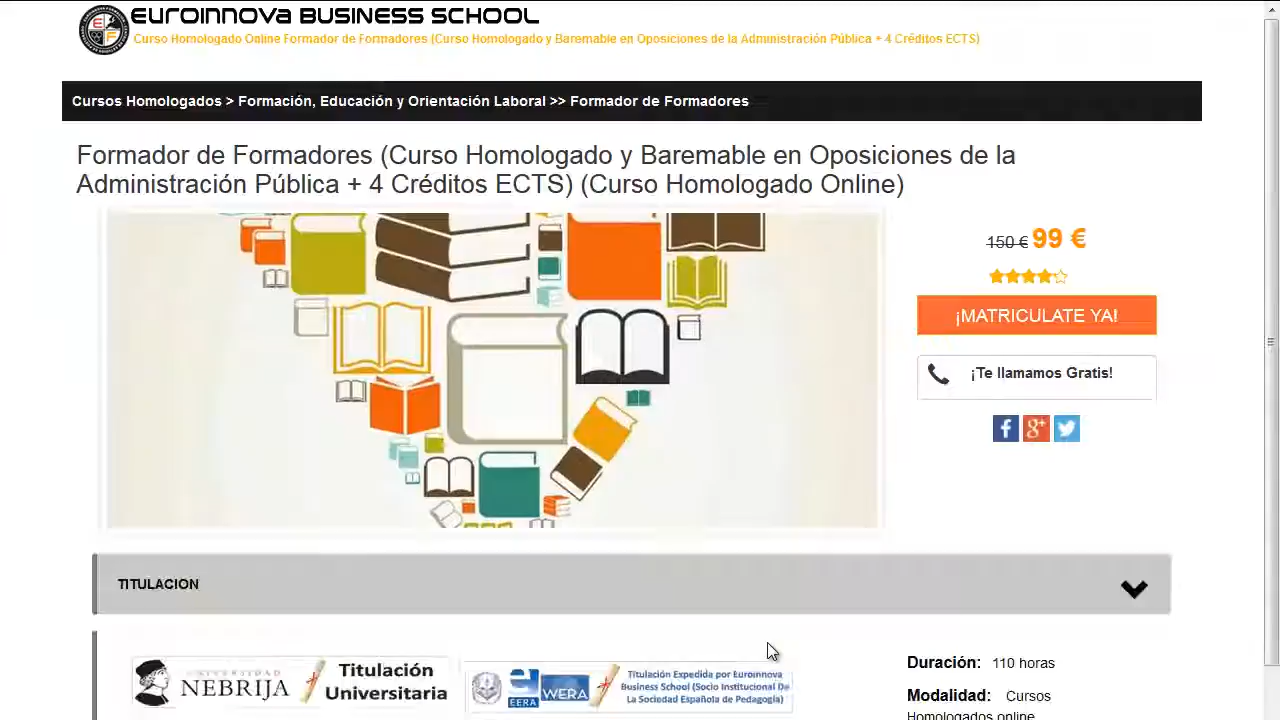 EUROINNOVA BUSINESS SCHOOL
Curso Homologado Online Formador de Formadores (Curso Homologado y Baremable en Oposiciones de la Administración Pública + 4 Créditos ECTS)
Cursos Homologados > Formación, Educación y Orientación Laboral >> Formador de Formadores
Formador de Formadores (Curso Homologado y Baremable en Oposiciones de la
Administración Pública + 4 Créditos ECTS) (Curso Homologado Online)
150 € 99 €
¡MATRICULATE YA!
¡Te llamamos Gratis!
TITULACION
UNIVERSIDAD
NEBRIJA
Titulación
Universitaria
EERA
WERA
Titulación Expedida por Euroinnova
Business School (Socio Institucional De
La Sociedad Española de Pedagogía)
Duración: 110 horas
Modalidad: Cursos
Homologados online